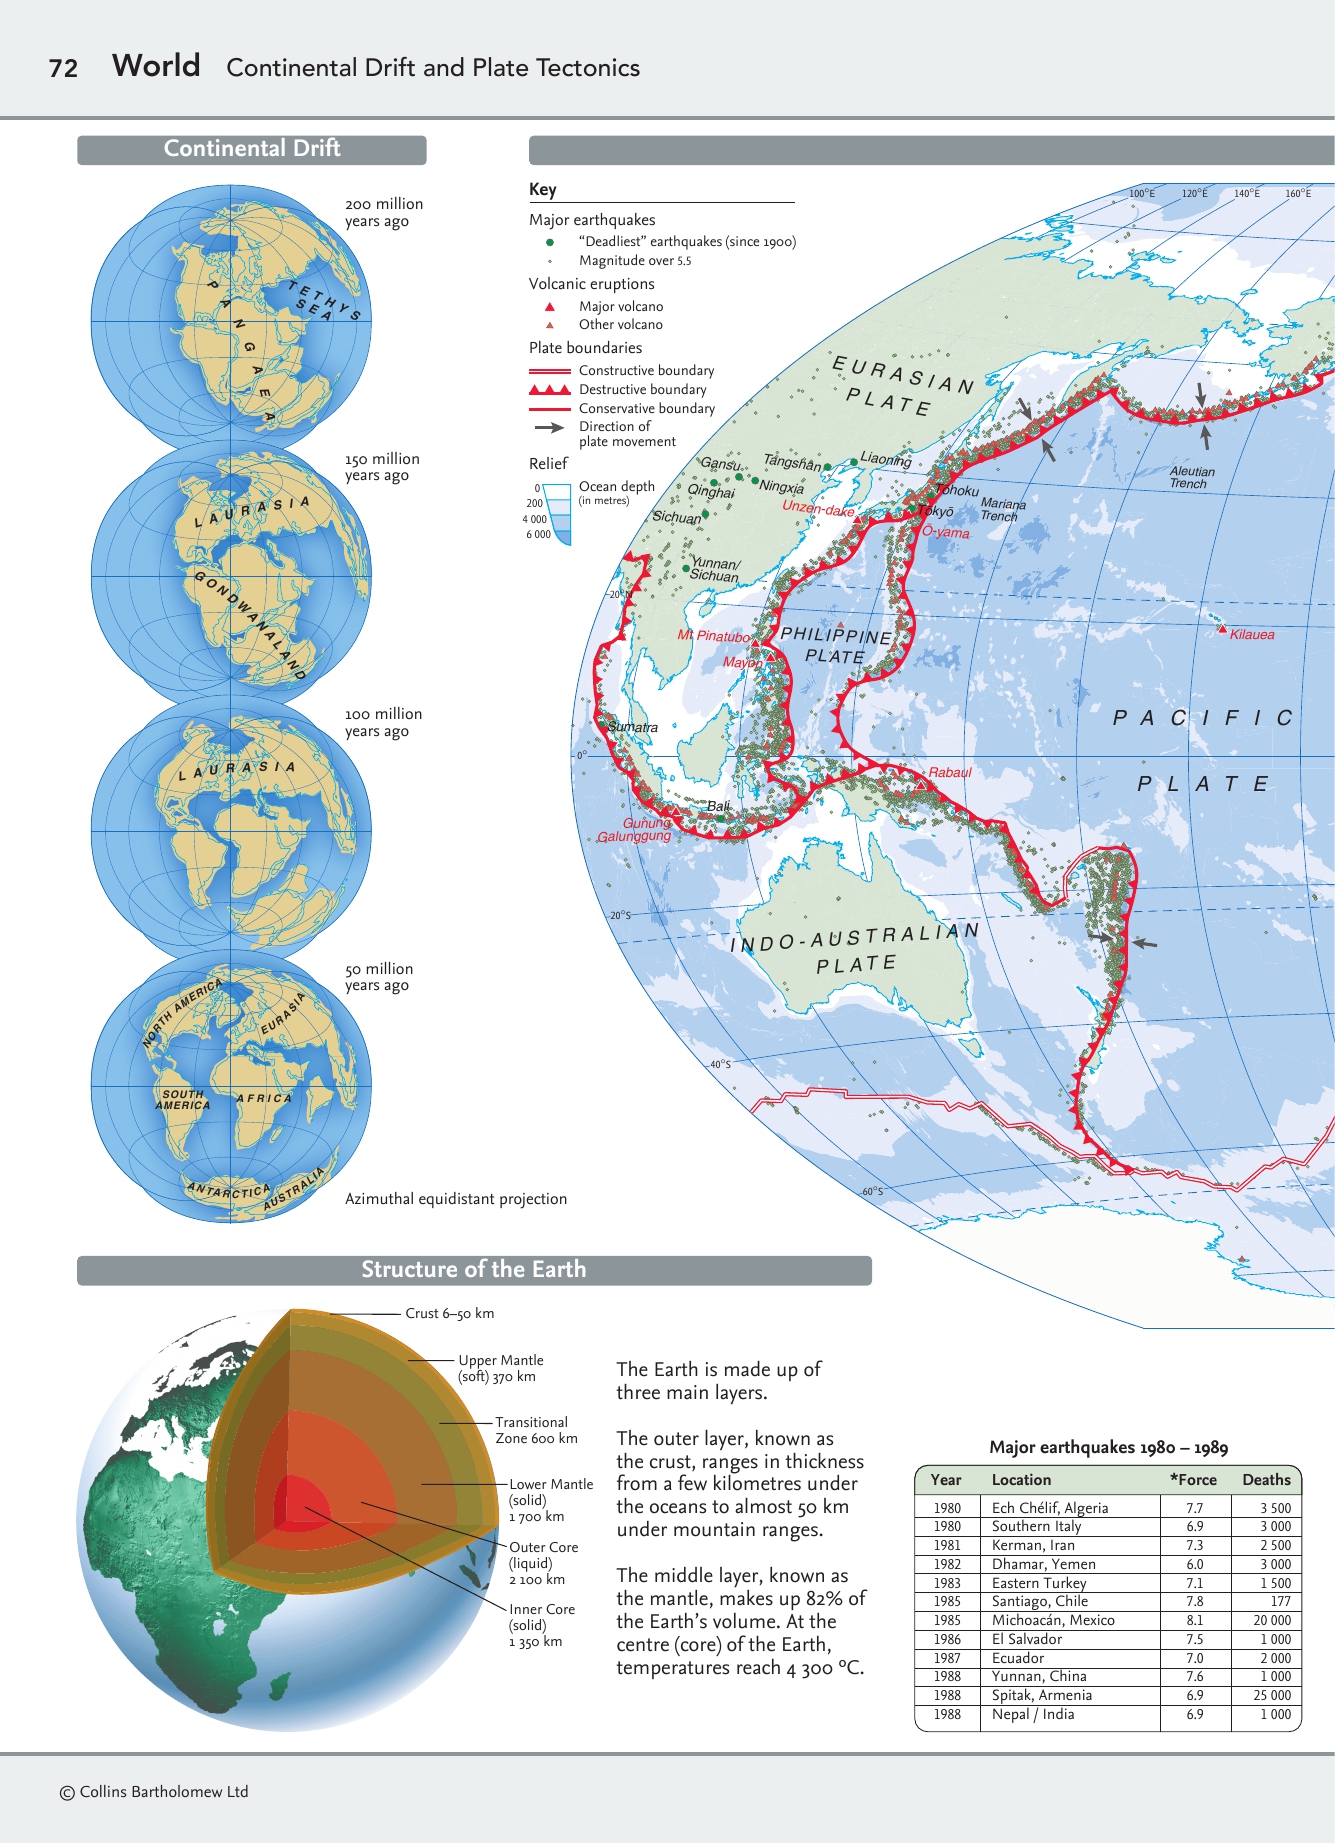 72 World Continental Drift and Plate Tectonics
Continental Drift
200 million
years ago
PANGAEA
TETHYS
SEA
150 million
years ago
LAURASIA
GONDWANALAND
100 million
years ago
LAURASIA
50 million
years ago
NORTH AMERICA
EURASIA
SOUTH
AMERICA
AFRICA
ANTARCTICA
AUSTRALIA
Azimuthal equidistant projection
Key
Major earthquakes
“Deadliest” earthquakes (since 1900)
Magnitude over 5.5
Volcanic eruptions
Major volcano
Other volcano
Plate boundaries
Constructive boundary
Destructive boundary
Conservative boundary
Direction of
plate movement
Relief
Ocean depth
(in metres)
0
200
4 000
6 000
100°E 120°E 140°E 160°E
EURASIAN
PLATE
Gansu
Tangshan
Liaoning
Qinghai
Ningxia
Sichuan
Unzen-dake
Tōhoku
Tōkyō
Ō-yama
Mariana
Trench
Aleutian
Trench
Yunnan/
Sichuan
20°N
Mt Pinatubo
Mayon
PHILIPPINE
PLATE
Kilauea
PACIFIC
PLATE
Sumatra
0°
Rabaul
Bali
Gunung
Galunggung
20°S
INDO-AUSTRALIAN
PLATE
40°S
60°S
Structure of the Earth
Crust 6–50 km
Upper Mantle
(soft) 370 km
Transitional
Zone 600 km
Lower Mantle
(solid)
1 700 km
Outer Core
(liquid)
2 100 km
Inner Core
(solid)
1 350 km
The Earth is made up of
three main layers.
The outer layer, known as
the crust, ranges in thickness
from a few kilometres under
the oceans to almost 50 km
under mountain ranges.
The middle layer, known as
the mantle, makes up 82% of
the Earth’s volume. At the
centre (core) of the Earth,
temperatures reach 4 300 °C.
Major earthquakes 1980 – 1989
Year Location *Force Deaths
1980 Ech Chélif, Algeria 7.7 3 500
1980 Southern Italy 6.9 3 000
1981 Kerman, Iran 7.3 2 500
1982 Dhamar, Yemen 6.0 3 000
1983 Eastern Turkey 7.1 1 500
1985 Santiago, Chile 7.8 177
1985 Michoacán, Mexico 8.1 20 000
1986 El Salvador 7.5 1 000
1987 Ecuador 7.0 2 000
1988 Yunnan, China 7.6 1 000
1988 Spitak, Armenia 6.9 25 000
1988 Nepal / India 6.9 1 000
© Collins Bartholomew Ltd